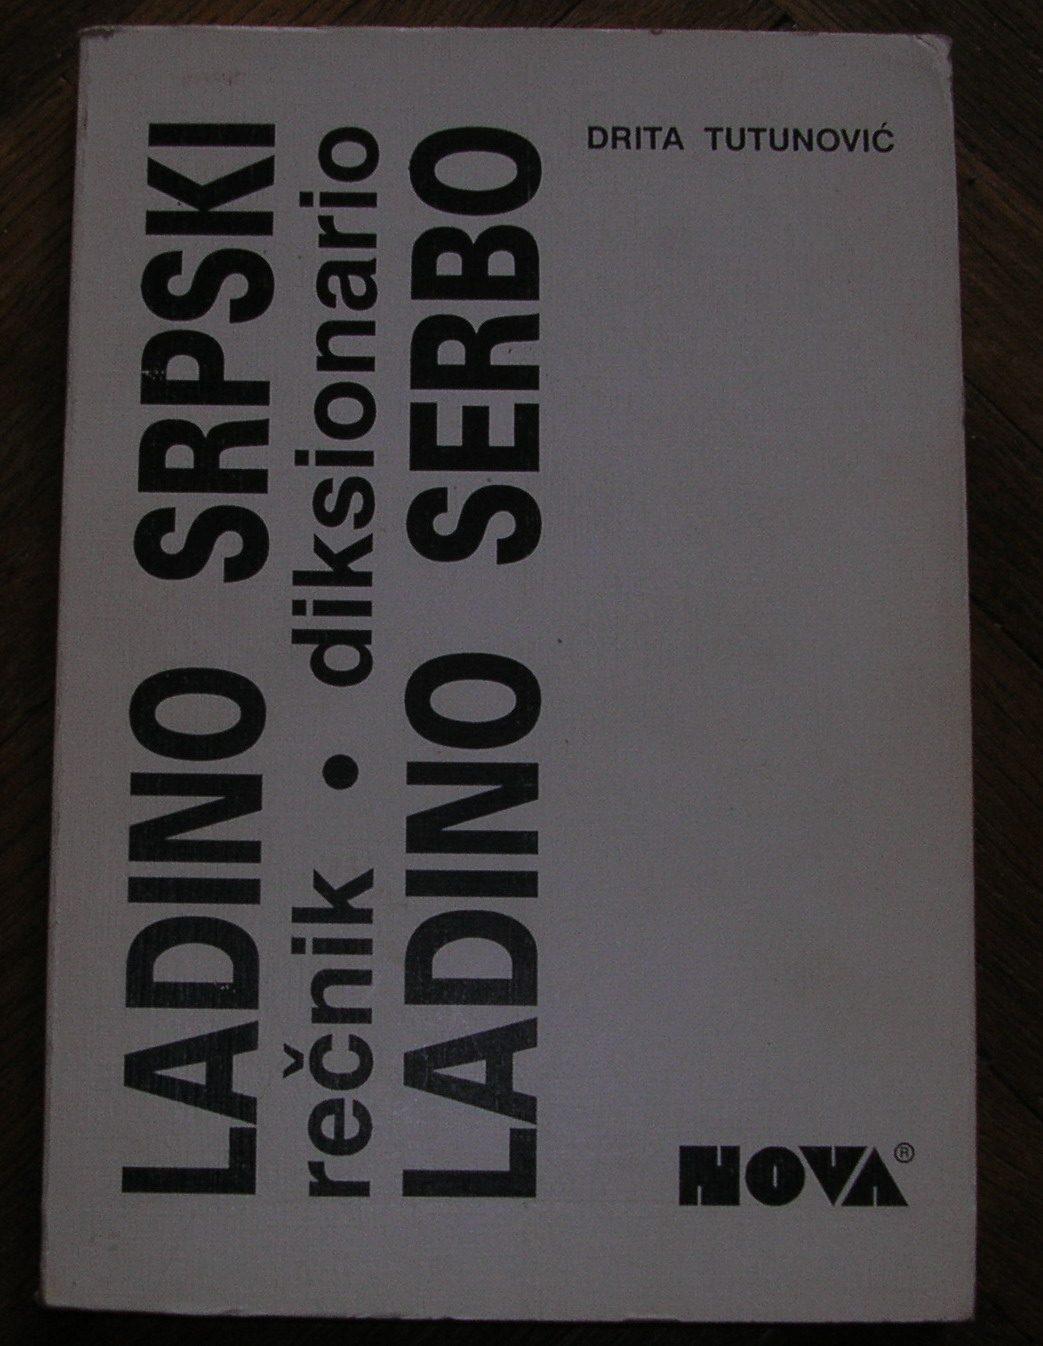 DRITA TUTUNOVIĆ
LADINO SRPSKI
rečnik • diksionario
LADINO SERBO
NOVA®